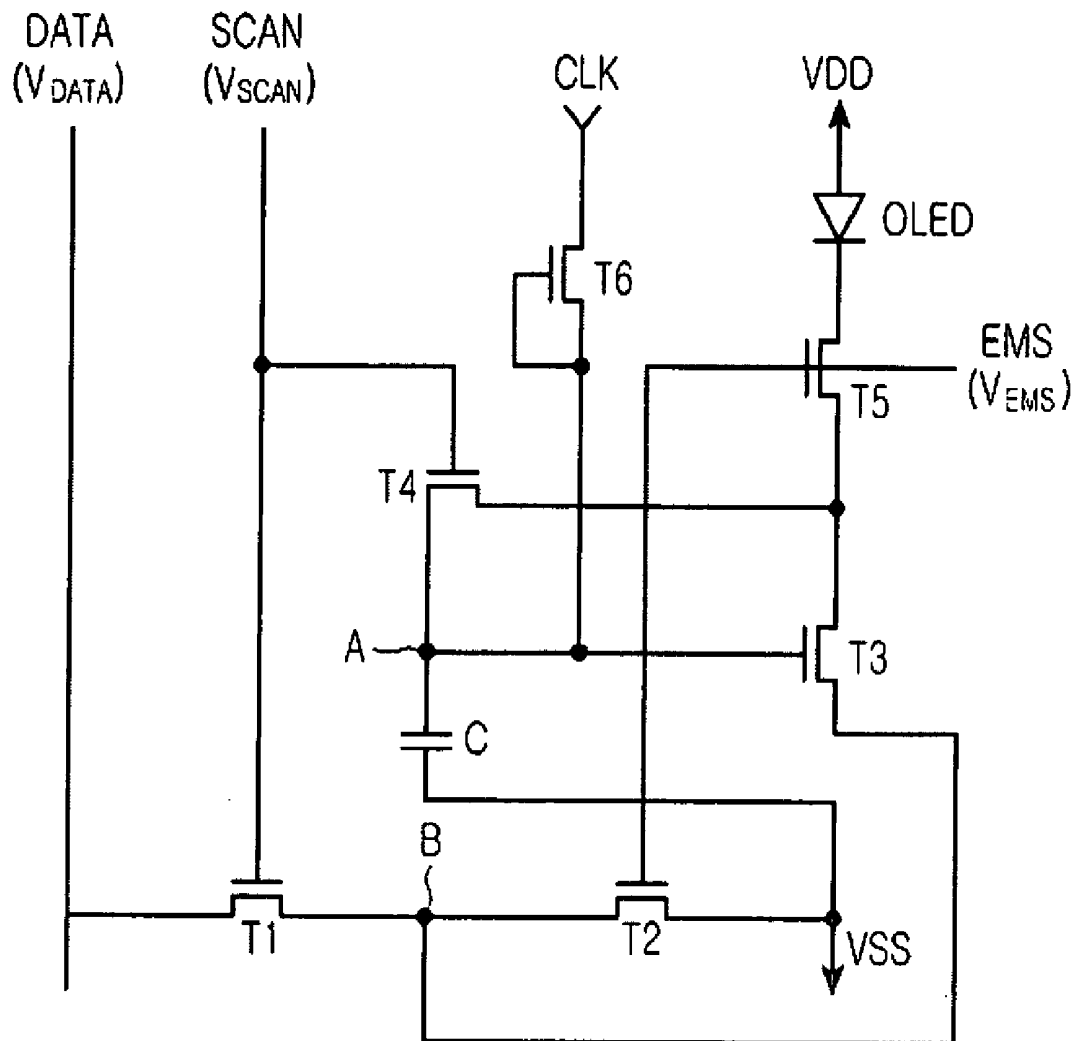 DATA
(VDATA)
SCAN
(VSCAN)
CLK
VDD
OLED
T6
EMS
(VEMS)
T5
T4
A
T3
C
B
T1
T2
VSS